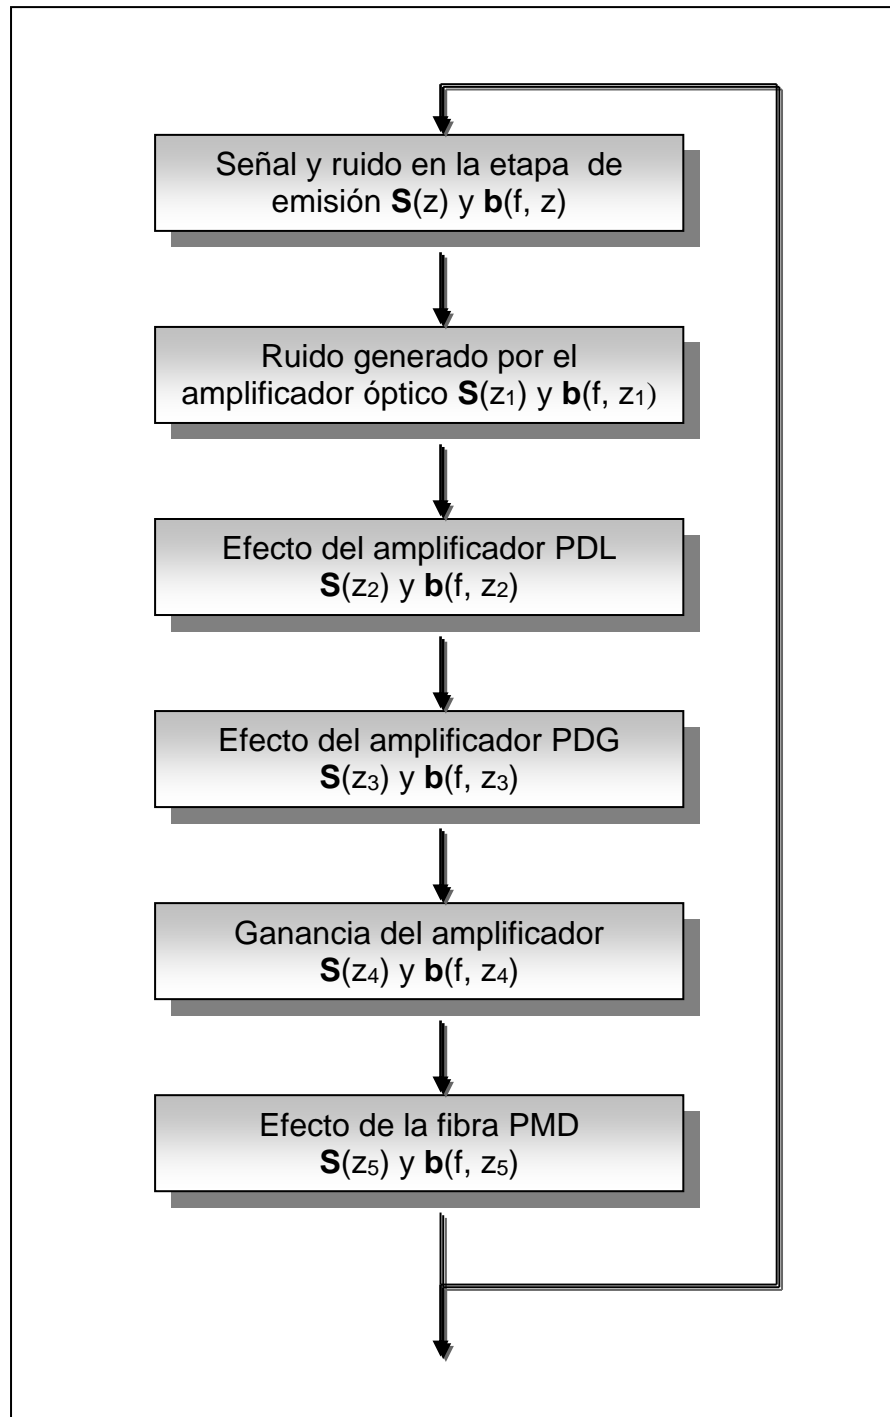 Señal y ruido en la etapa de
emisión S(z) y b(f, z)
Ruido generado por el
amplificador óptico S(z1) y b(f, z1)
Efecto del amplificador PDL
S(z2) y b(f, z2)
Efecto del amplificador PDG
S(z3) y b(f, z3)
Ganancia del amplificador
S(z4) y b(f, z4)
Efecto de la fibra PMD
S(z5) y b(f, z5)